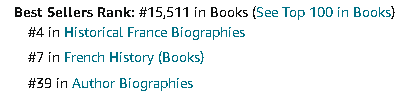 Best Sellers Rank: #15,511 in Books (See Top 100 in Books)
#4 in Historical France Biographies
#7 in French History (Books)
#39 in Author Biographies